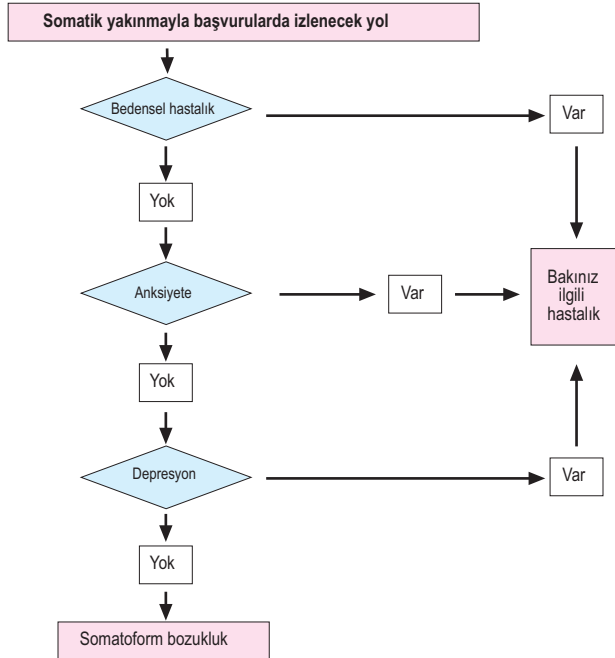 Somatik yakınmayla başvurularda izlenecek yol
Bedensel hastalık
Var
Yok
Anksiyete
Var
Bakınız
ilgili
hastalık
Yok
Depresyon
Var
Yok
Somatoform bozukluk